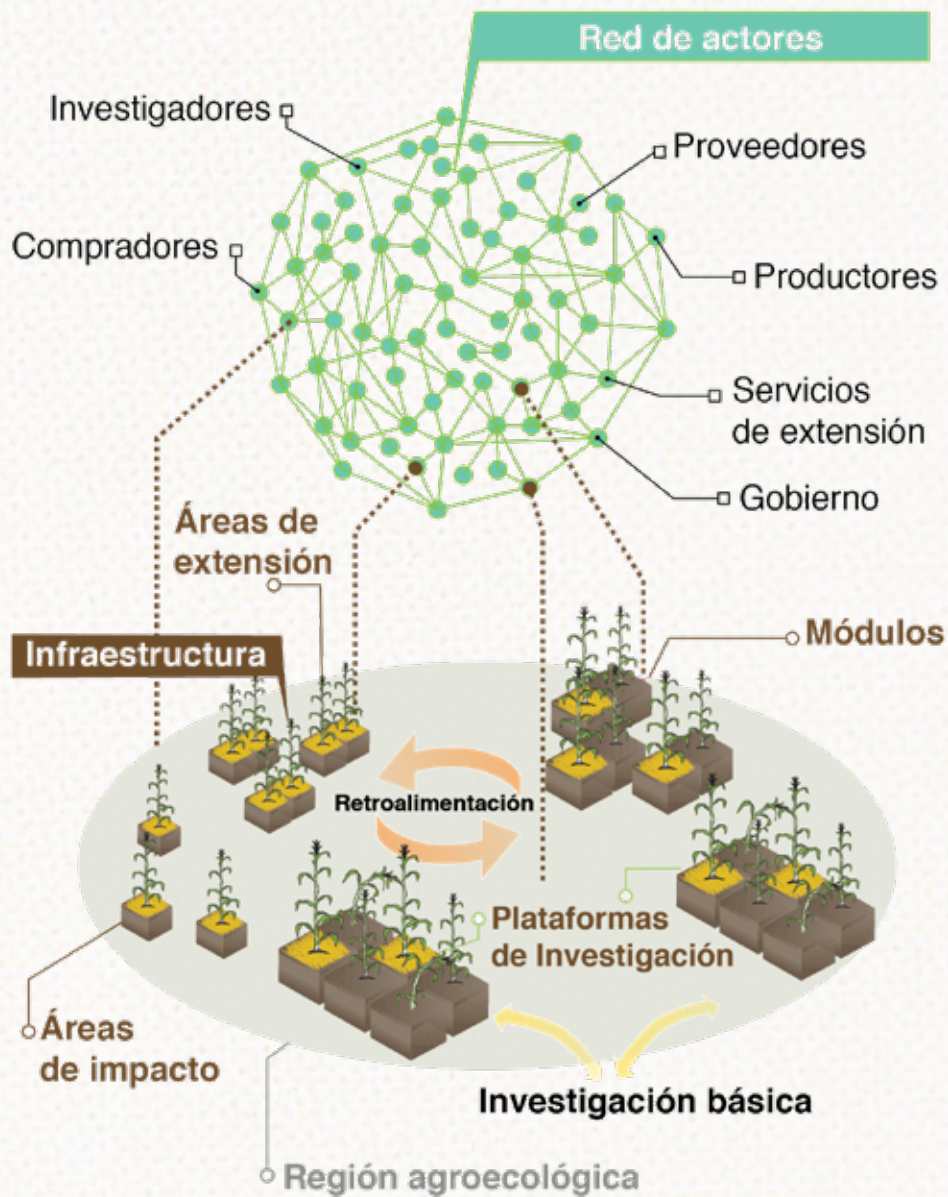 Red de actores
Investigadores
Proveedores
Compradores
Productores
Servicios
de extensión
Gobierno
Áreas de
extensión
Infraestructura
Módulos
Retroalimentación
Plataformas
de Investigación
Áreas
de impacto
Investigación básica
Región agroecológica